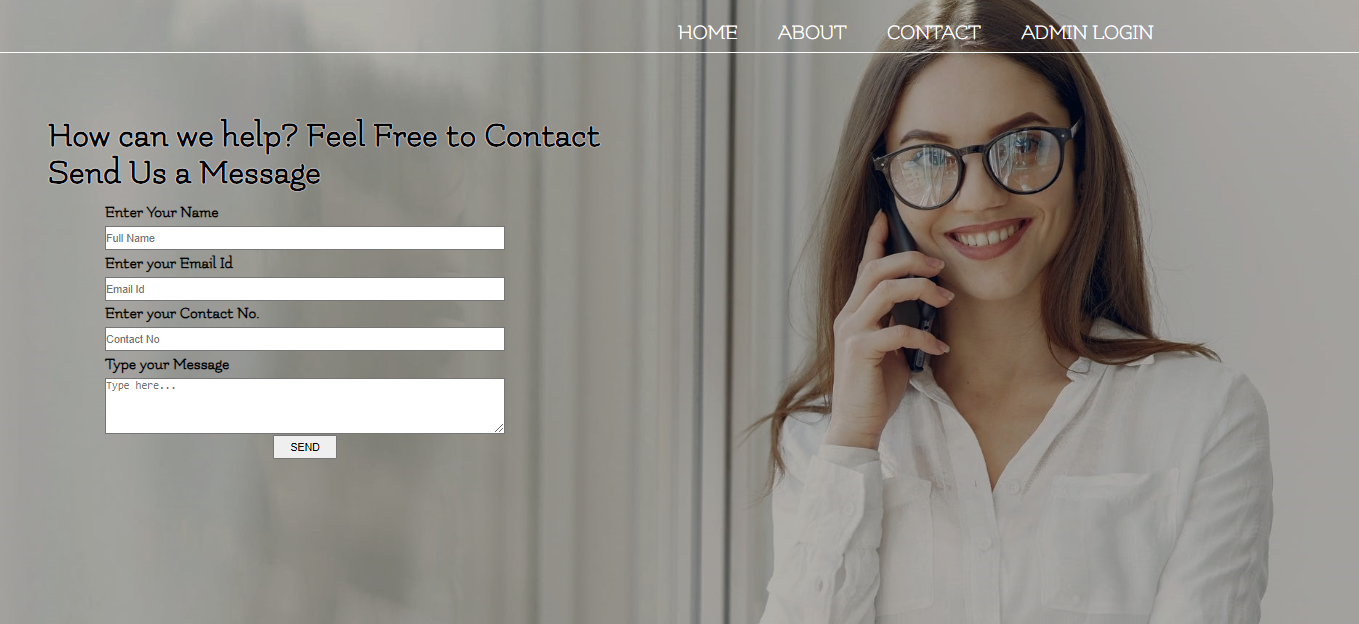 HOME ABOUT CONTACT ADMIN LOGIN
How can we help? Feel Free to Contact
Send Us a Message
Enter Your Name
Full Name
Enter your Email Id
Email Id
Enter your Contact No.
Contact No
Type your Message
Type here...
SEND